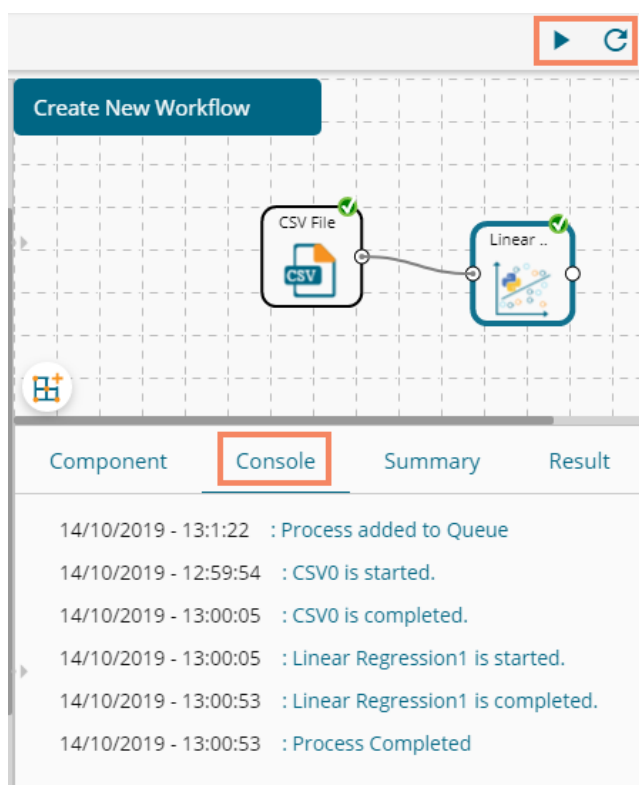 Create New Workflow
CSV File
Linear ..
CSV
Component Console Summary Result
14/10/2019 - 13:1:22 : Process added to Queue
14/10/2019 - 12:59:54 : CSV0 is started.
14/10/2019 - 13:00:05 : CSV0 is completed.
14/10/2019 - 13:00:05 : Linear Regression1 is started.
14/10/2019 - 13:00:53 : Linear Regression1 is completed.
14/10/2019 - 13:00:53 : Process Completed